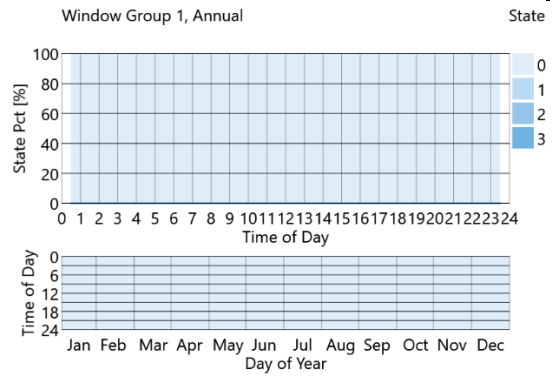 Window Group 1, Annual
State
0
1
2
3
State Pct [%]
100
80
60
40
20
0
0 1 2 3 4 5 6 7 8 9 10 11 12 13 14 15 16 17 18 19 20 21 22 23 24
Time of Day
Time of Day
0
6
12
18
24
Jan Feb Mar Apr May Jun Jul Aug Sep Oct Nov Dec
Day of Year